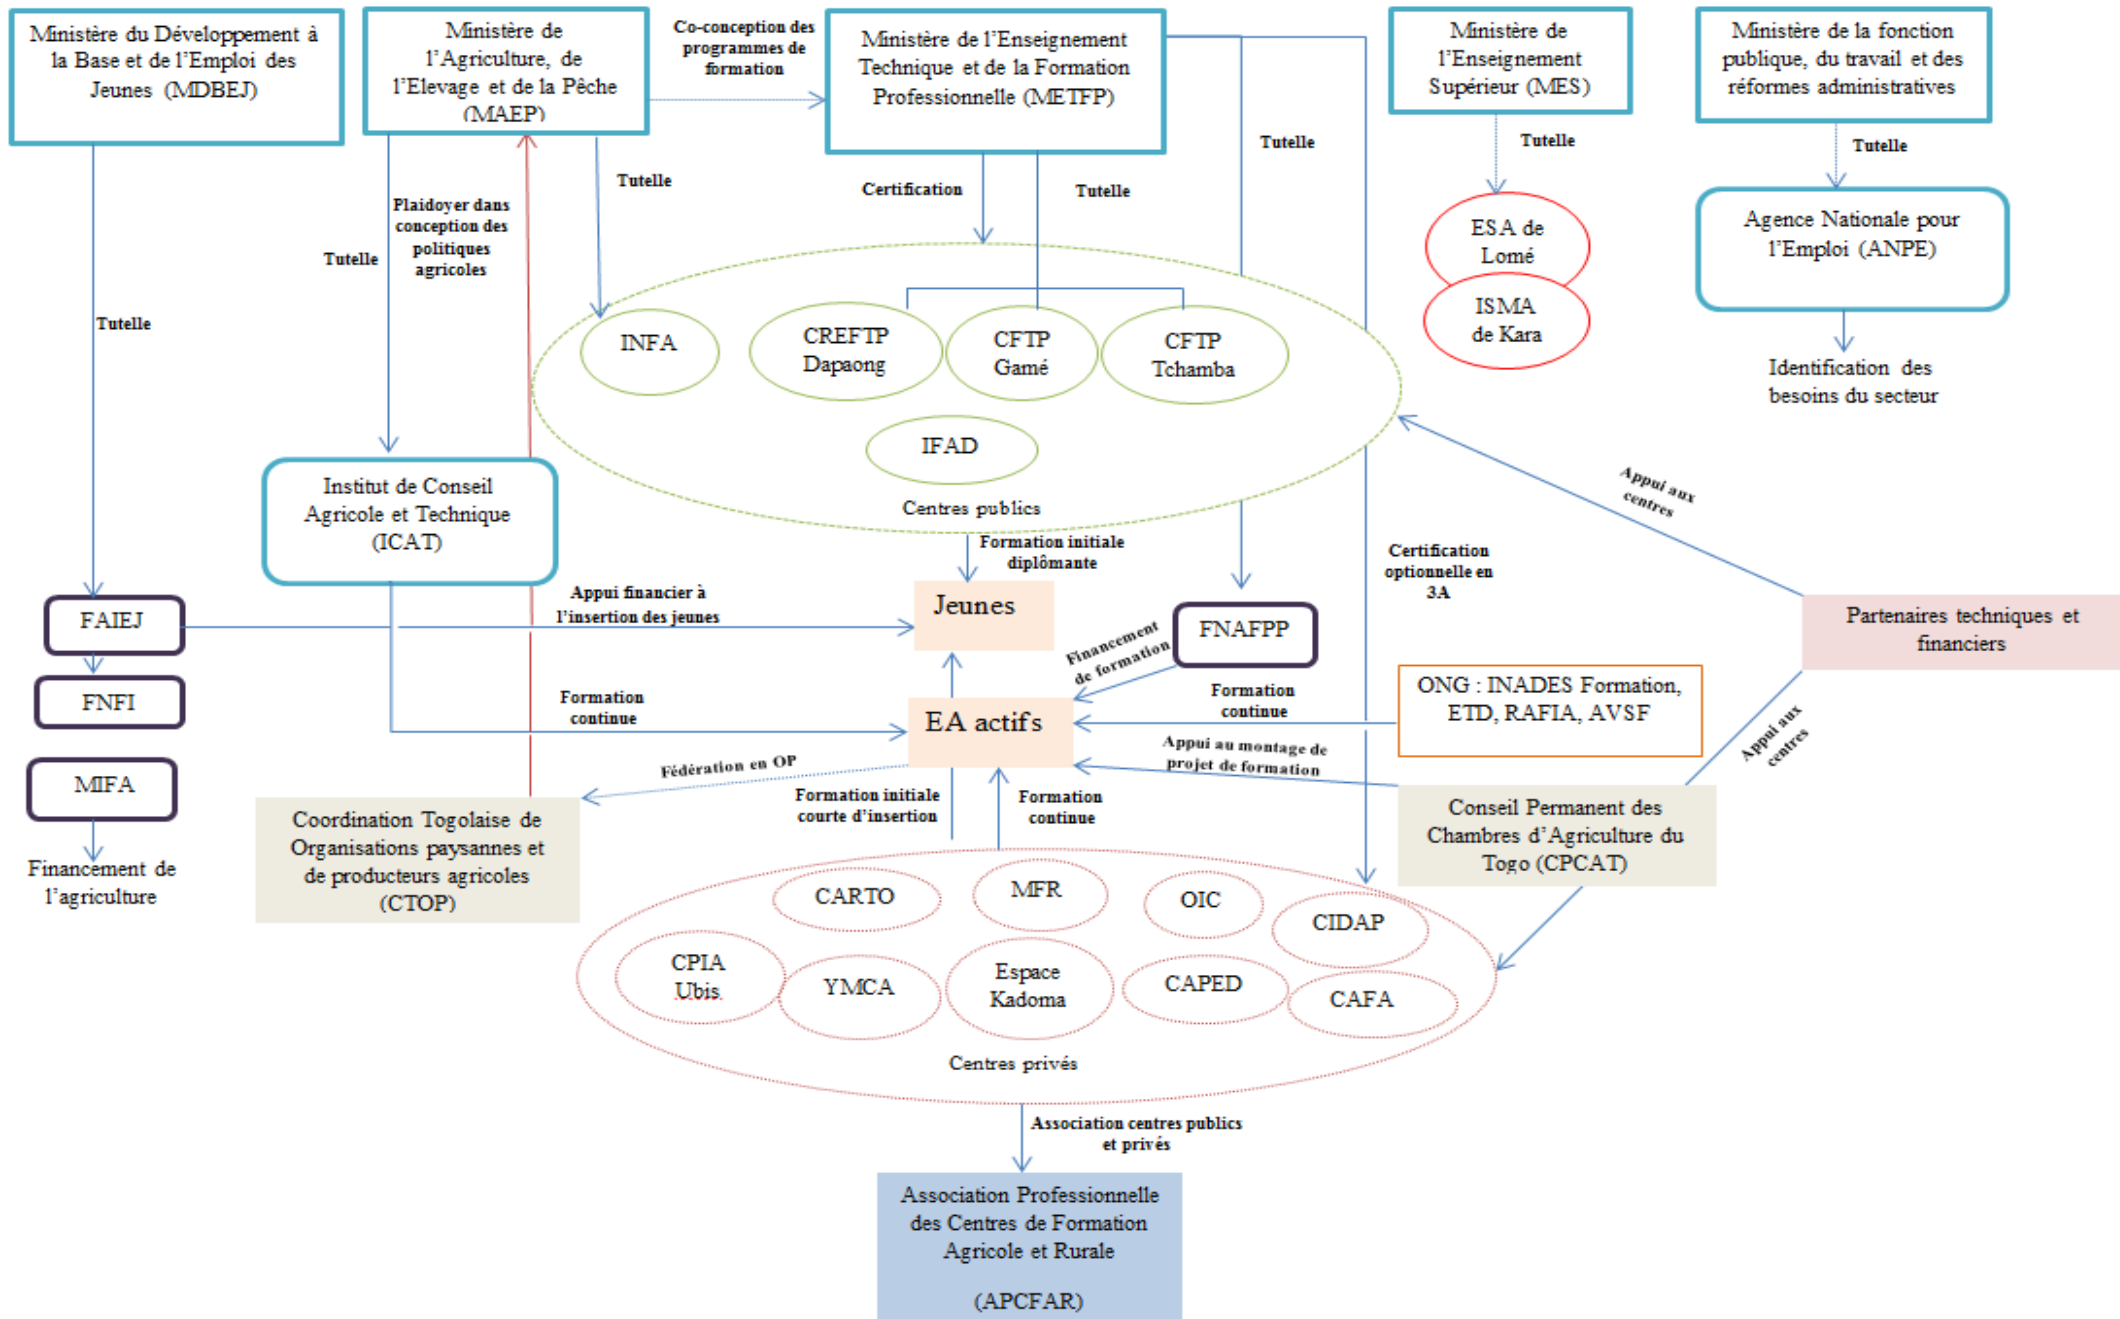 Ministère du Développement à
la Base et de l'Emploi des
Jeunes (MDBEJ)
Ministère de
l'Agriculture, de
l'Elevage et de la Pêche
(MAEP)
Co-conception des
programmes de
formation
Ministère de l'Enseignement
Technique et de la Formation
Professionnelle (METFP)
Ministère de
l'Enseignement
Supérieur (MES)
Ministère de la fonction
publique, du travail et des
réformes administratives
Tutelle
Tutelle
Tutelle
Tutelle
Certification
Tutelle
Plaidoyer dans
conception des
politiques
agricoles
Tutelle
Tutelle
ESA de
Lomé
ISMA
de Kara
Agence Nationale pour
l'Emploi (ANPE)
Identification des
besoins du secteur
INFA
CREFTP
Dapaong
CFTP
Gamé
CFTP
Tchamba
IFAD
Centres publics
Institut de Conseil
Agricole et Technique
(ICAT)
Appui aux
centres
Formation initiale
diplômante
Certification
optionnelle en
3A
FAIEJ
Appui financier à
l'insertion des jeunes
Jeunes
FNAFPP
Partenaires techniques et
financiers
Financement
de formation
FNFI
Formation
continue
EA actifs
Formation
continue
ONG : INADES Formation,
ETD, RAFIA, AVSF
Appui aux
centres
MIFA
Fédération en OP
Appui au montage de
projet de formation
Formation initiale
courte d'insertion
Formation
continue
Financement de
l'agriculture
Coordination Togolaise de
Organisations paysannes et
de producteurs agricoles
(CTOP)
Conseil Permanent des
Chambres d'Agriculture du
Togo (CPCAT)
CARTO
MFR
OIC
CIDAP
CPIA
Ubis
YMCA
Espace
Kadoma
CAPED
CAFA
Centres privés
Association centres publics
et privés
Association Professionnelle
des Centres de Formation
Agricole et Rurale
(APCFAR)